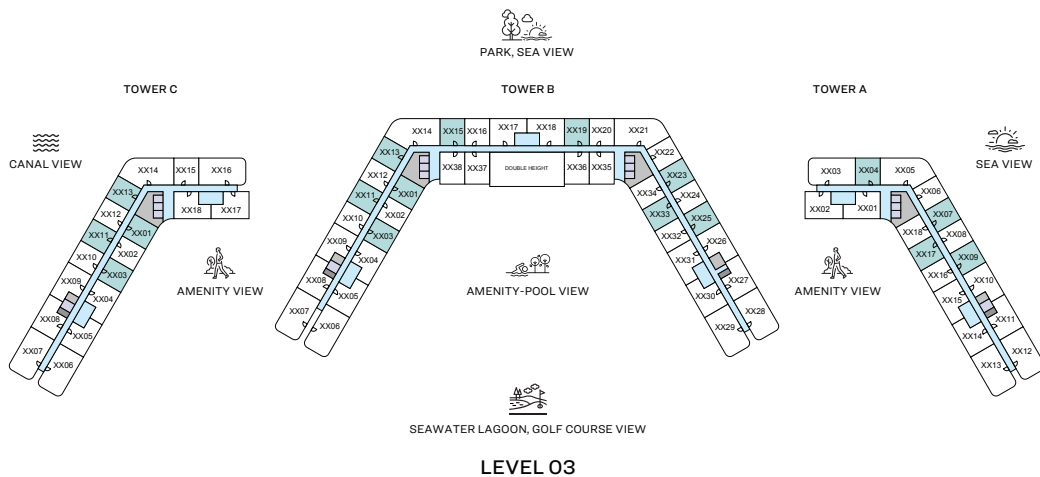 PARK, SEA VIEW
TOWER C
TOWER B
TOWER A
CANAL VIEW
SEA VIEW
XX14
XX15
XX16
XX13
XX12
XX11
XX10
XX09
XX08
XX07
XX18
XX17
XX01
XX02
XX03
XX04
XX05
XX06
AMENITY VIEW
XX14
XX15
XX16
XX17
XX18
XX19
XX20
XX21
XX13
XX12
XX11
XX10
XX09
XX08
XX07
XX38
XX37
DOUBLE HEIGHT
XX36
XX35
XX01
XX02
XX03
XX04
XX05
XX06
XX22
XX23
XX24
XX25
XX26
XX27
XX28
XX34
XX33
XX32
XX31
XX30
XX29
AMENITY-POOL VIEW
XX03
XX04
XX05
XX02
XX01
XX06
XX07
XX08
XX09
XX10
XX11
XX12
XX18
XX17
XX16
XX15
XX14
XX13
AMENITY VIEW
SEAWATER LAGOON, GOLF COURSE VIEW
LEVEL 03